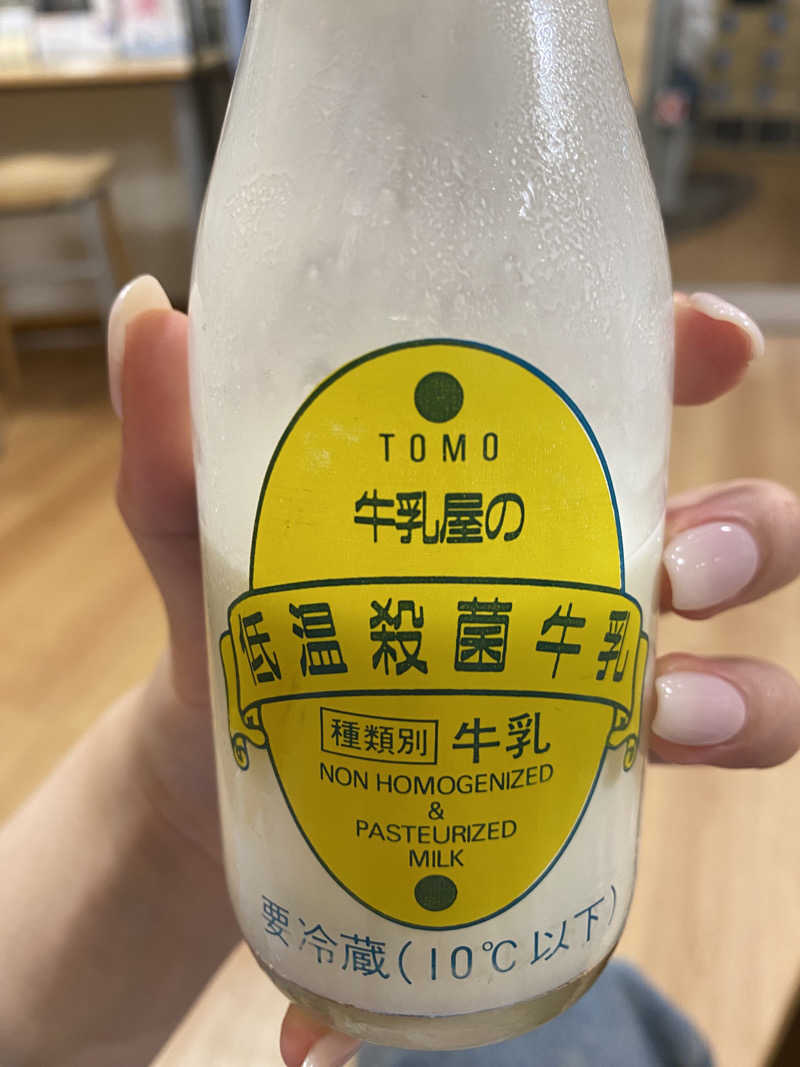 TOMO
牛乳屋の
低温殺菌牛乳
種類別 牛乳
NON HOMOGENIZED
&
PASTEURIZED
MILK
要冷蔵(10℃以下)